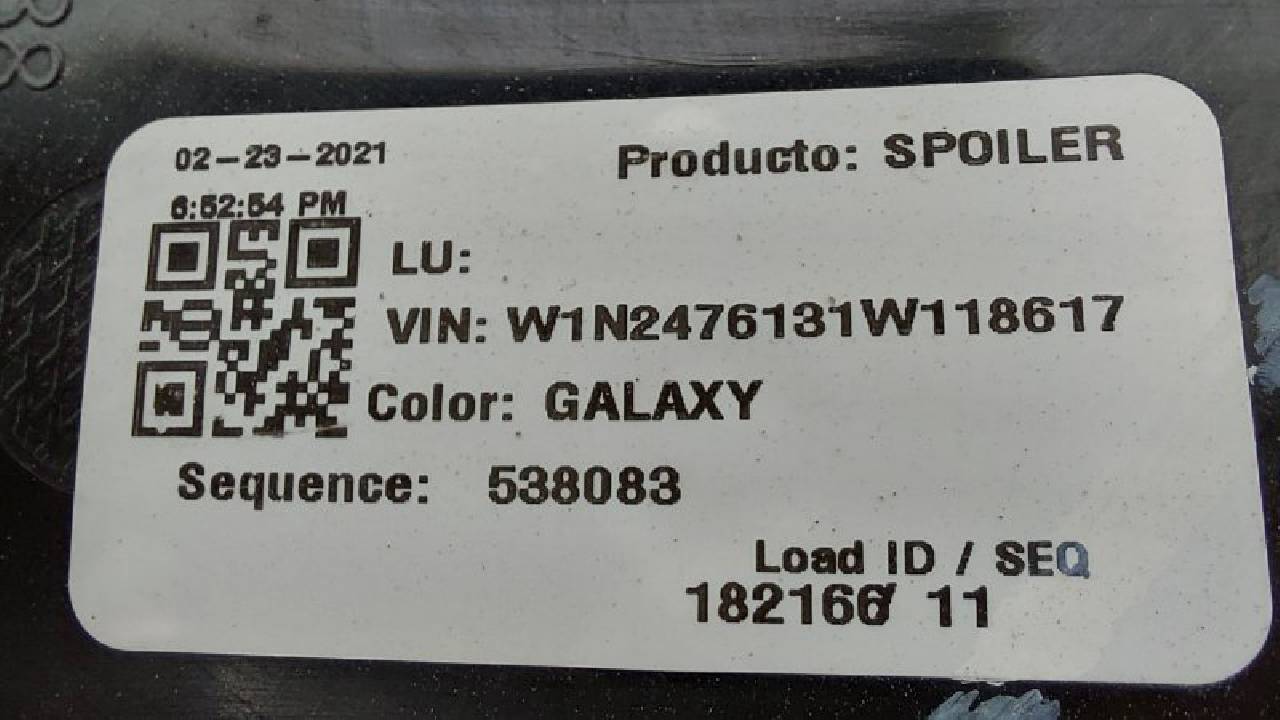 02-23-2021
Producto: SPOILER
6:52:54 PM
LU:
VIN: W1N2476131W118617
Color: GALAXY
Sequence: 538083
Load ID / SEQ
182166/ 11